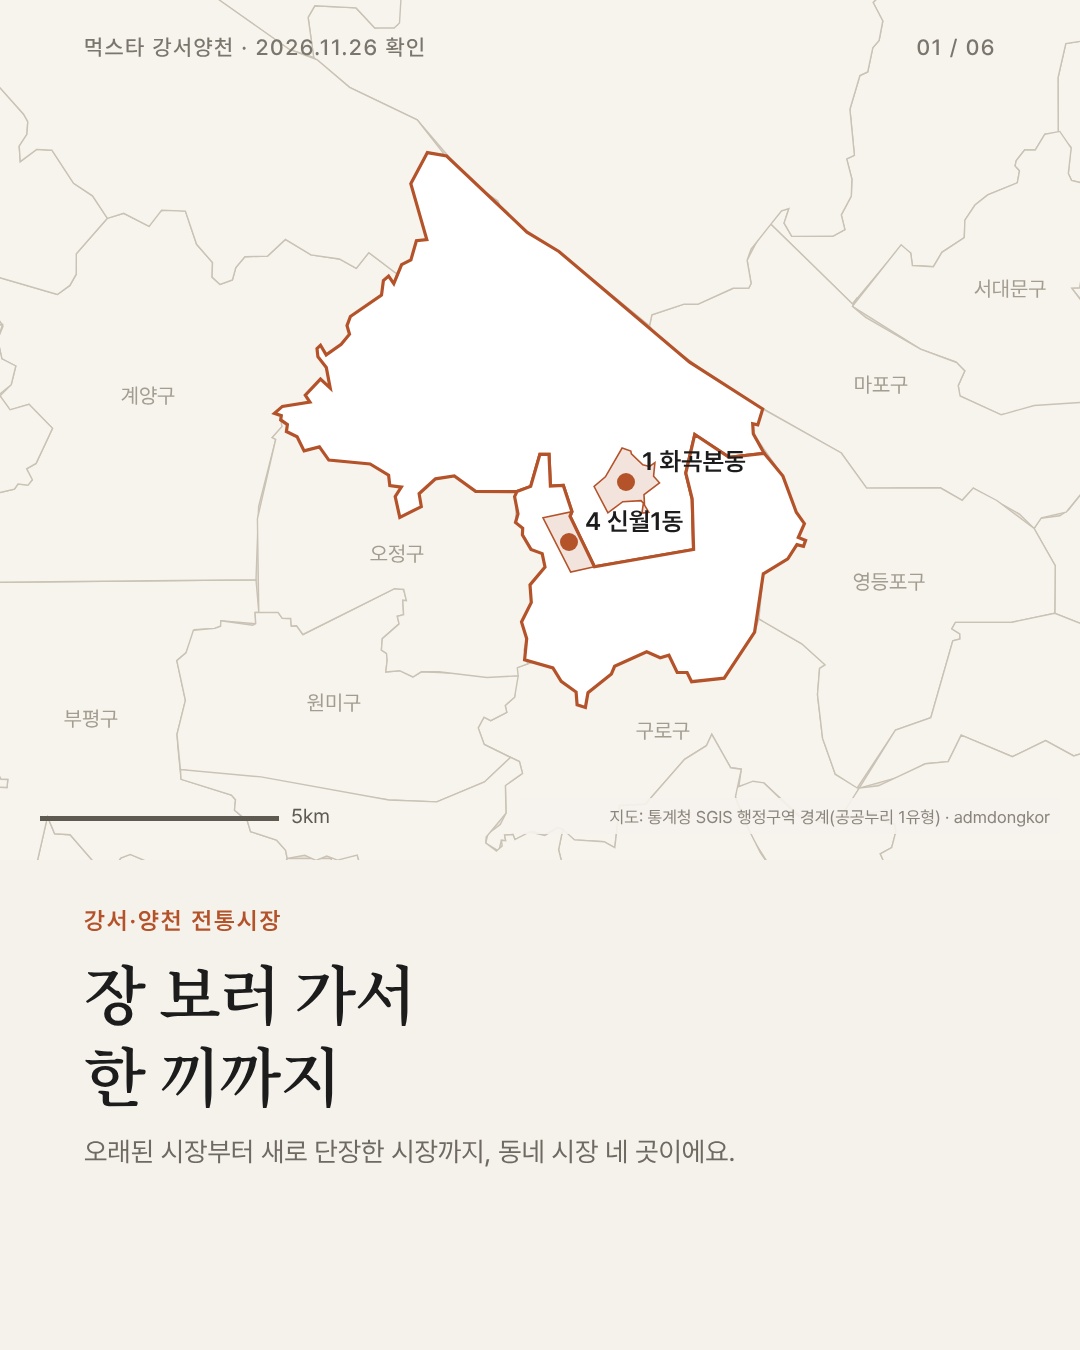 먹스타 강서양천 · 2026.11.26 확인
01 / 06
서대문구
마포구
계양구
1 화곡본동
4 신월1동
오정구
영등포구
원미구
부평구
구로구
5km
지도: 통계청 SGIS 행정구역 경계(공공누리 1유형) · admdongkor
강서·양천 전통시장
장 보러 가서
한 끼까지
오래된 시장부터 새로 단장한 시장까지, 동네 시장 네 곳이에요.